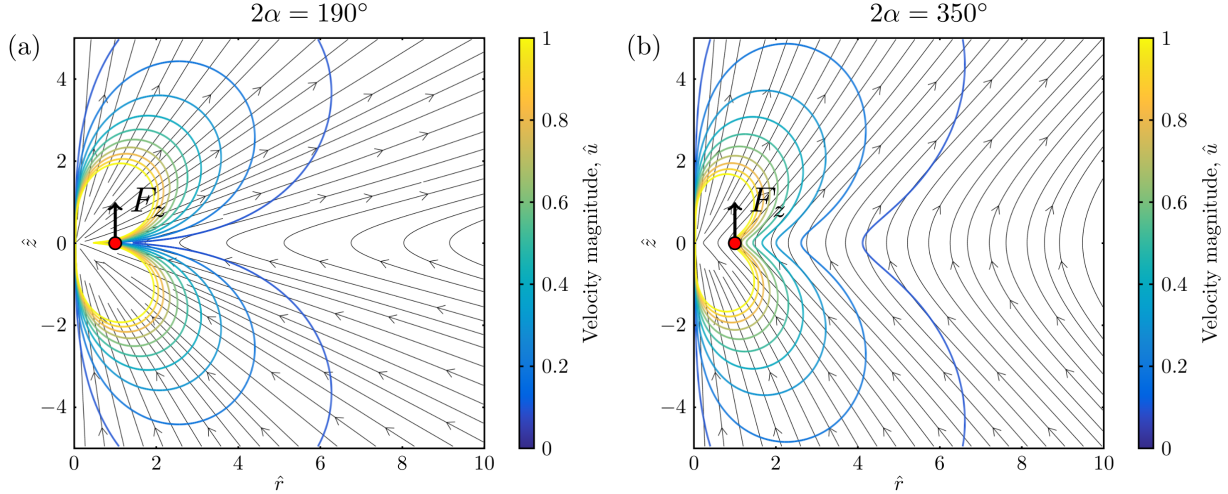 2α = 190°
(a)
4
2
0
−2
−4
ẑ
F_z
0 2 4 6 8 10
r̂
1
0.8
0.6
0.4
0.2
0
Velocity magnitude, û
2α = 350°
(b)
4
2
0
−2
−4
ẑ
F_z
0 2 4 6 8 10
r̂
1
0.8
0.6
0.4
0.2
0
Velocity magnitude, û